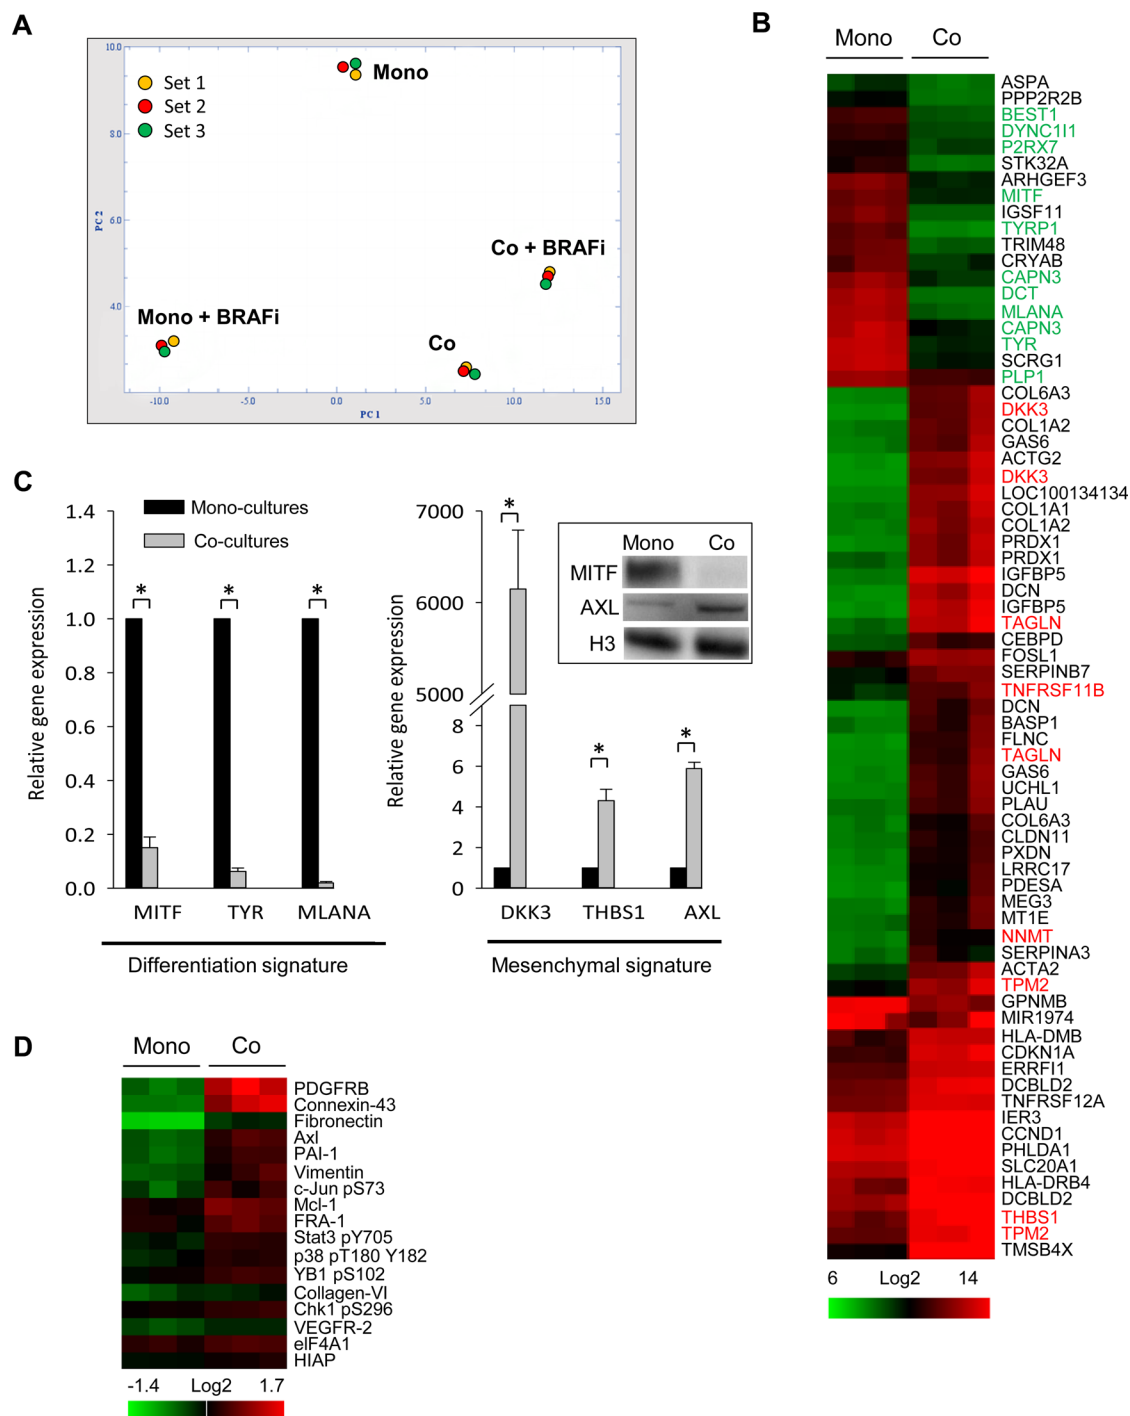 A
10.0
8.0
6.0
4.0
PC 2
Set 1
Set 2
Set 3
Mono
Co + BRAFi
Mono + BRAFi
Co
-10.0
-5.0
0.0
5.0
10.0
15.0
PC 1
B
Mono Co
ASPA
PPP2R2B
BEST1
DYNC1I1
P2RX7
STK32A
ARHGEF3
MITF
IGSF11
TYRP1
TRIM48
CRYAB
CAPN3
DCT
MLANA
CAPN3
TYR
SCRG1
PLP1
COL6A3
DKK3
COL1A2
GAS6
ACTG2
DKK3
LOC100134134
COL1A1
COL1A2
PRDX1
PRDX1
IGFBP5
DCN
IGFBP5
TAGLN
CEBPD
FOSL1
SERPINB7
TNFRSF11B
DCN
BASP1
FLNC
TAGLN
GAS6
UCHL1
PLAU
COL6A3
CLDN11
PXDN
LRRC17
PDESA
MEG3
MT1E
NNMT
SERPINA3
ACTA2
TPM2
GPNMB
MIR1974
HLA-DMB
CDKN1A
ERRFI1
DCBLD2
TNFRSF12A
IER3
CCND1
PHLDA1
SLC20A1
HLA-DRB4
DCBLD2
THBS1
TPM2
TMSB4X
6 Log2 14
C
Mono-cultures
Co-cultures
Relative gene expression
1.4
1.2
1.0
0.8
0.6
0.4
0.2
0.0
* * *
MITF TYR MLANA
Differentiation signature
Relative gene expression
7000
6000
5000
8
6
4
2
0
* * *
DKK3 THBS1 AXL
Mesenchymal signature
Mono Co
MITF
AXL
H3
D
Mono Co
PDGFRB
Connexin-43
Fibronectin
Axl
PAI-1
Vimentin
c-Jun pS73
Mcl-1
FRA-1
Stat3 pY705
p38 pT180 Y182
YB1 pS102
Collagen-VI
Chk1 pS296
VEGFR-2
eIF4A1
HIAP
-1.4 Log2 1.7